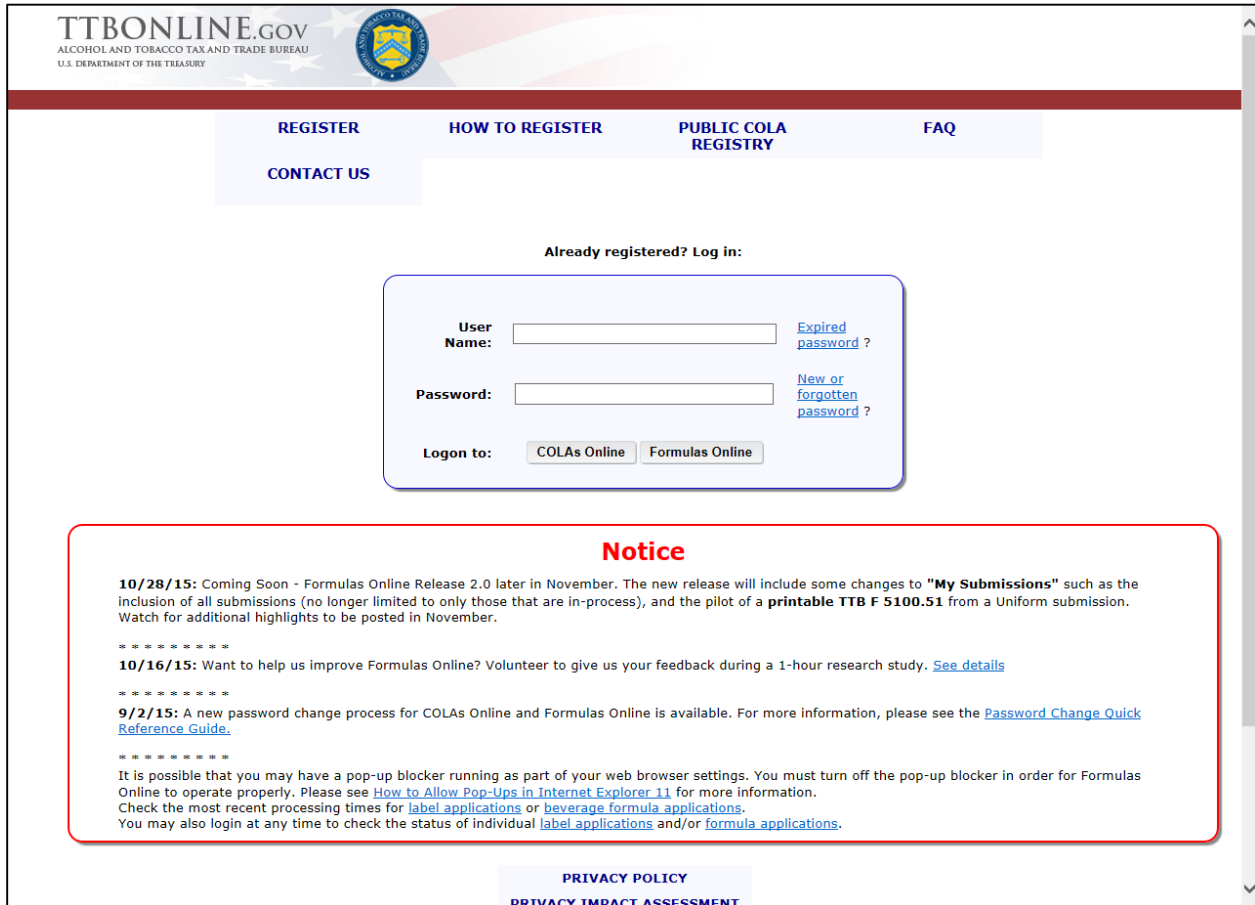 TTBONLINE.GOV
ALCOHOL AND TOBACCO TAX AND TRADE BUREAU
U.S. DEPARTMENT OF THE TREASURY
ALCOHOL AND TOBACCO TAX AND TRADE BUREAU
REGISTER HOW TO REGISTER PUBLIC COLA FAQ
REGISTRY
CONTACT US
Already registered? Log in:
User Name:
Expired password ?
Password:
New or forgotten password ?
Logon to: COLAs Online Formulas Online
Notice
10/28/15: Coming Soon - Formulas Online Release 2.0 later in November. The new release will include some changes to "My Submissions" such as the
inclusion of all submissions (no longer limited to only those that are in-process), and the pilot of a printable TTB F 5100.51 from a Uniform submission.
Watch for additional highlights to be posted in November.
* * * * * * * * *
10/16/15: Want to help us improve Formulas Online? Volunteer to give us your feedback during a 1-hour research study. See details
* * * * * * * * *
9/2/15: A new password change process for COLAs Online and Formulas Online is available. For more information, please see the Password Change Quick
Reference Guide.
* * * * * * * * *
It is possible that you may have a pop-up blocker running as part of your web browser settings. You must turn off the pop-up blocker in order for Formulas
Online to operate properly. Please see How to Allow Pop-Ups in Internet Explorer 11 for more information.
Check the most recent processing times for label applications or beverage formula applications.
You may also login at any time to check the status of individual label applications and/or formula applications.
PRIVACY POLICY
PRIVACY IMPACT ASSESSMENT